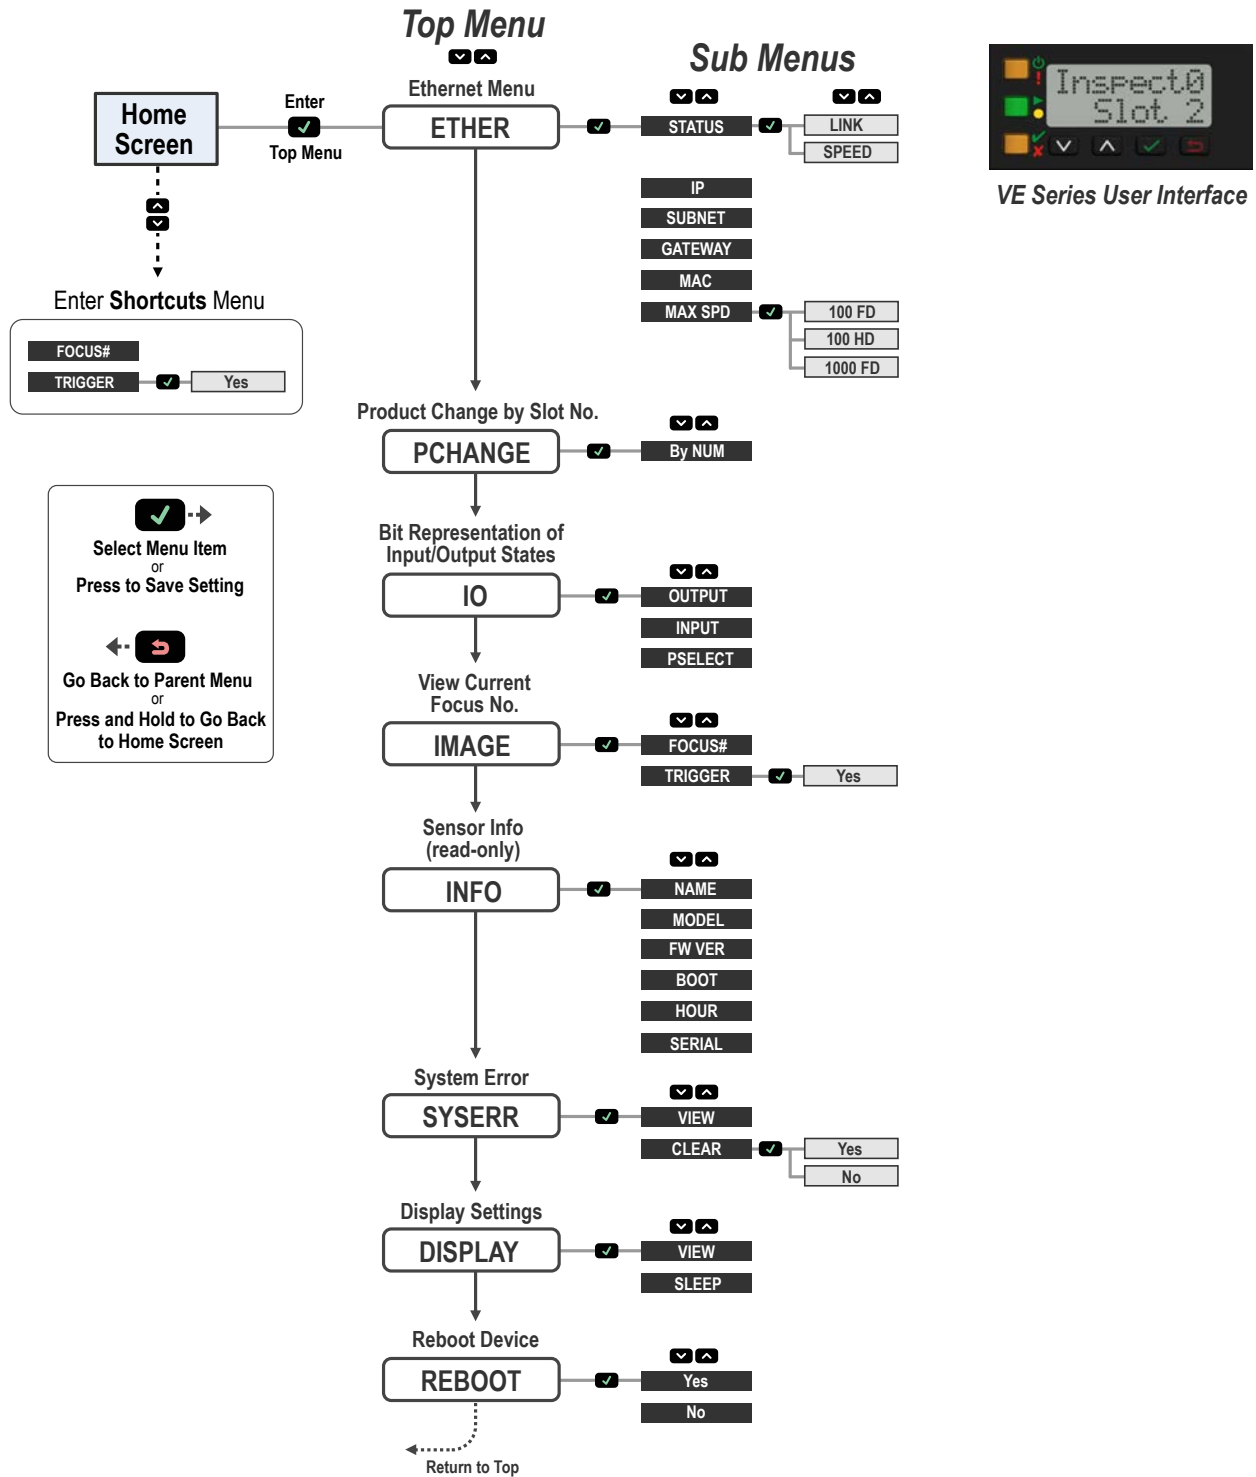 Top Menu
Sub Menus
Home
Screen
Enter
Top Menu
Ethernet Menu
ETHER
STATUS
LINK
SPEED
IP
SUBNET
GATEWAY
MAC
MAX SPD
100 FD
100 HD
1000 FD
Inspect0
Slot 2
VE Series User Interface
Enter Shortcuts Menu
FOCUS#
TRIGGER
Yes
Product Change by Slot No.
PCHANGE
By NUM
Select Menu Item
or
Press to Save Setting
Go Back to Parent Menu
or
Press and Hold to Go Back
to Home Screen
Bit Representation of
Input/Output States
IO
OUTPUT
INPUT
PSELECT
View Current
Focus No.
IMAGE
FOCUS#
TRIGGER
Yes
Sensor Info
(read-only)
INFO
NAME
MODEL
FW VER
BOOT
HOUR
SERIAL
System Error
SYSERR
VIEW
CLEAR
Yes
No
Display Settings
DISPLAY
VIEW
SLEEP
Reboot Device
REBOOT
Yes
No
Return to Top